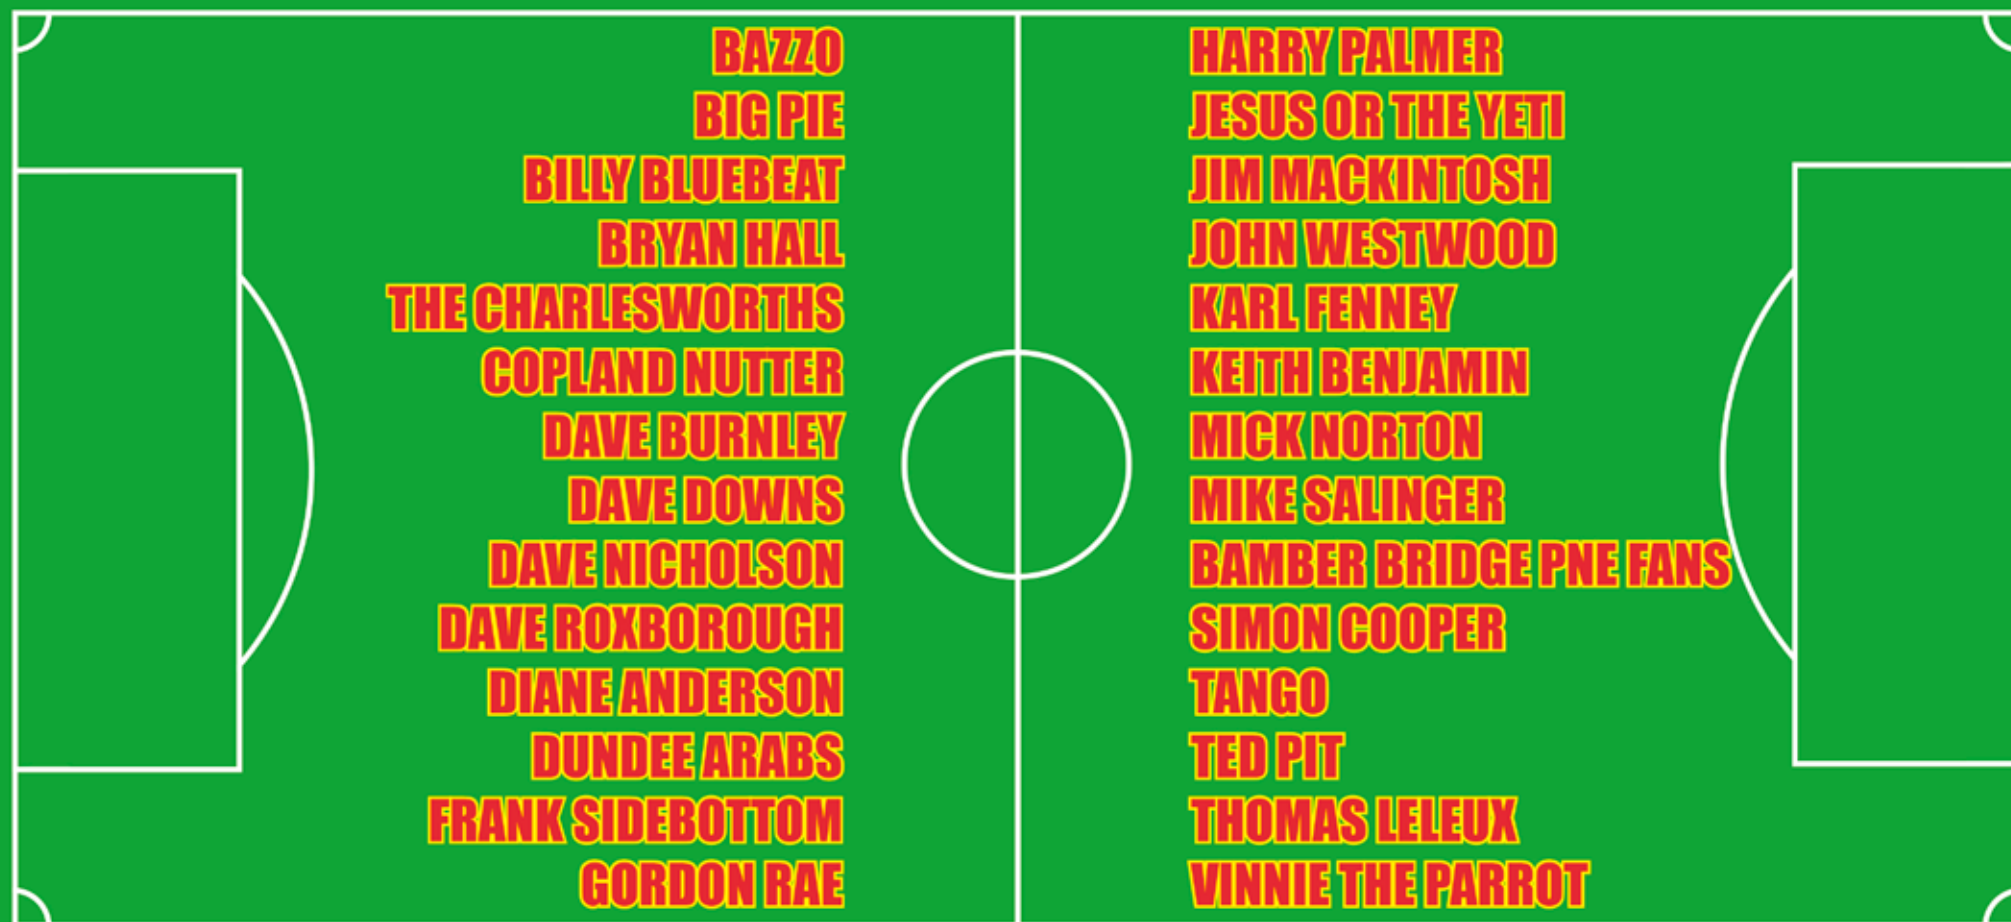 BAZZO
BIG PIE
BILLY BLUEBEAT
BRYAN HALL
THE CHARLESWORTHS
COPLAND NUTTER
DAVE BURNLEY
DAVE DOWNS
DAVE NICHOLSON
DAVE ROXBOROUGH
DIANE ANDERSON
DUNDEE ARABS
FRANK SIDEBOTTOM
GORDON RAE
HARRY PALMER
JESUS OR THE YETI
JIM MACKINTOSH
JOHN WESTWOOD
KARL FENNEY
KEITH BENJAMIN
MICK NORTON
MIKE SALINGER
BAMBER BRIDGE PNE FANS
SIMON COOPER
TANGO
TED PIT
THOMAS LELEUX
VINNIE THE PARROT